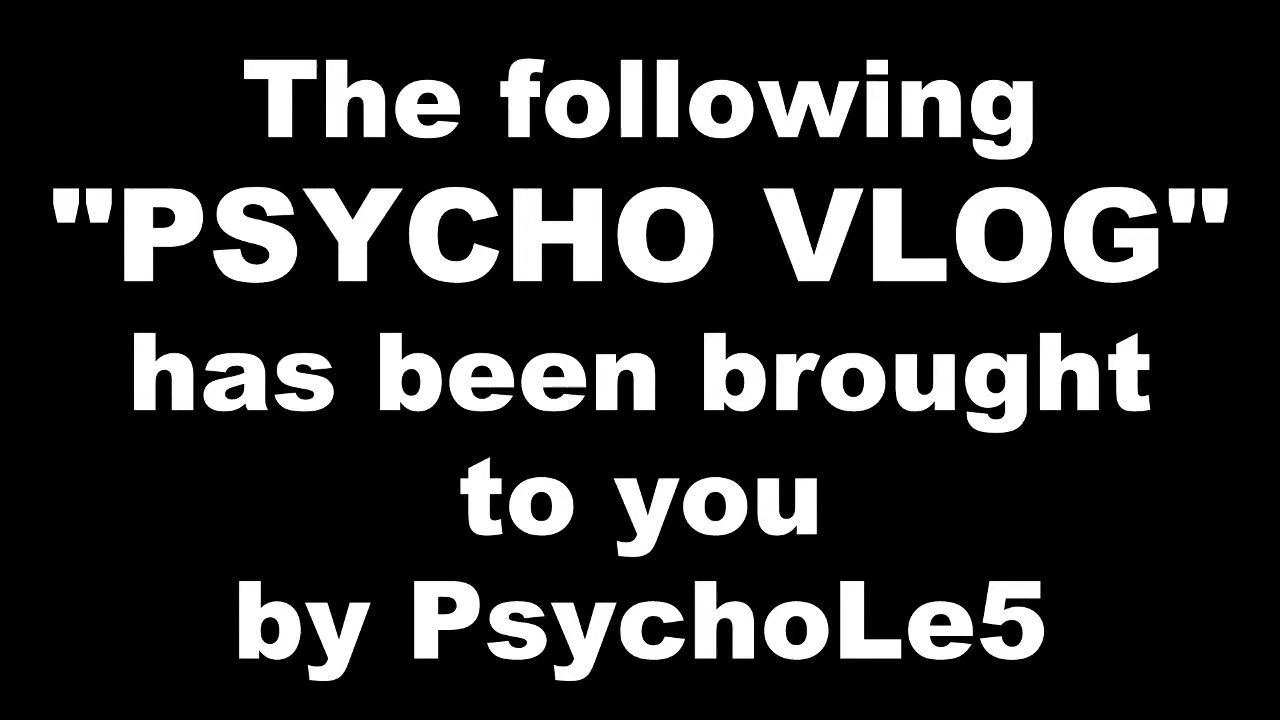 The following
"PSYCHO VLOG"
has been brought
to you
by PsychoLe5